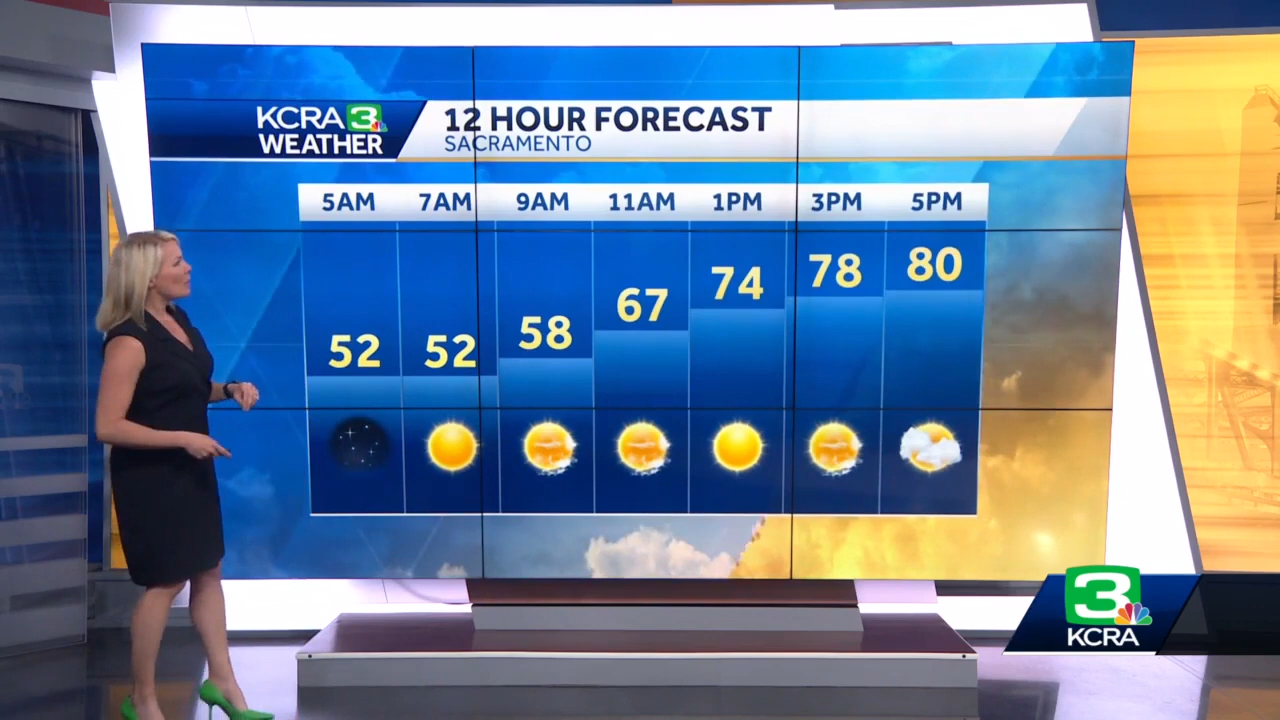 KCRA 3
WEATHER
12 HOUR FORECAST
SACRAMENTO
5AM 7AM 9AM 11AM 1PM 3PM 5PM
52 52 58 67 74 78 80
3
KCRA